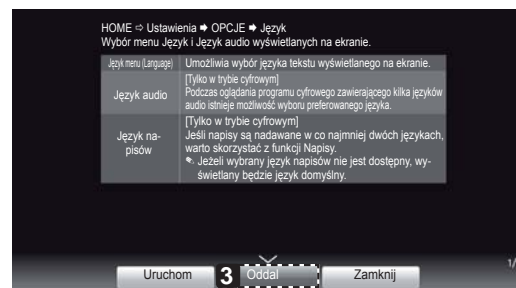 HOME ⇨ Ustawienia ➡ OPCJE ➡ Język
Wybór menu Język i Język audio wyświetlanych na ekranie.
Język menu (Language)
Umożliwia wybór języka tekstu wyświetlanego na ekranie.
Język audio
[Tylko w trybie cyfrowym]
Podczas oglądania programu cyfrowego zawierającego kilka języków
audio istnieje możliwość wyboru preferowanego języka.
Język na-
pisów
[Tylko w trybie cyfrowym]
Jeśli napisy są nadawane w co najmniej dwóch językach,
warto skorzystać z funkcji Napisy.
✎ Jeżeli wybrany język napisów nie jest dostępny, wy-
świetlany będzie język domyślny.
1/
Uruchom
3 Oddal
Zamknij